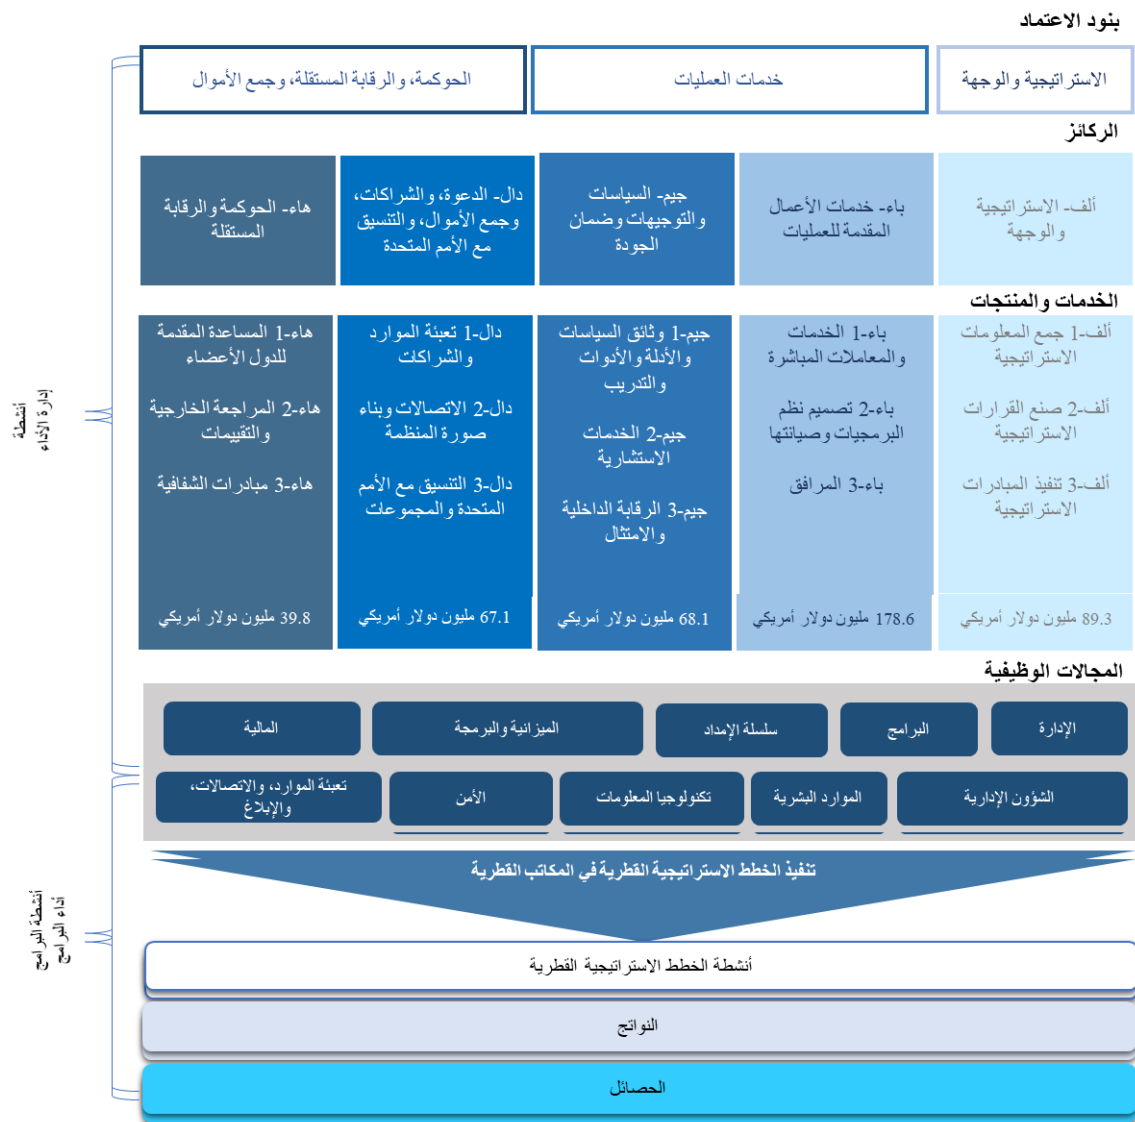 بنود الاعتماد
الاستراتيجية والوجهة
خدمات العمليات
الحوكمة، والرقابة المستقلة، وجمع الأموال
الركائز
ألف- الاستراتيجية
والوجهة
باء- خدمات الأعمال
المقدمة للعمليات
جيم- السياسات
والتوجيهات وضمان
الجودة
دال- الدعوة، والشراكات،
وجمع الأموال، والتنسيق
مع الأمم المتحدة
هاء- الحوكمة والرقابة
المستقلة
الخدمات والمنتجات
ألف-1 جمع المعلومات
الاستراتيجية
ألف-2 صنع القرارات
الاستراتيجية
ألف-3 تنفيذ المبادرات
الاستراتيجية
89.3 مليون دولار أمريكي
باء-1 الخدمات
والمعاملات المباشرة
باء-2 تصميم نظم
البرمجيات وصيانتها
باء-3 المرافق
178.6 مليون دولار أمريكي
جيم-1 وثائق السياسات
والأدلة والأدوات
والتدريب
جيم-2 الخدمات
الاستشارية
جيم-3 الرقابة الداخلية
والامتثال
68.1 مليون دولار أمريكي
دال-1 تعبئة الموارد
والشراكات
دال-2 الاتصالات وبناء
صورة المنظمة
دال-3 التنسيق مع الأمم
المتحدة والمجموعات
67.1 مليون دولار أمريكي
هاء-1 المساعدة المقدمة
للدول الأعضاء
هاء-2 المراجعة الخارجية
والتقييمات
هاء-3 مبادرات الشفافية
39.8 مليون دولار أمريكي
المجالات الوظيفية
الإدارة
البرامج
سلسلة الإمداد
الميزانية والبرمجة
المالية
الشؤون الإدارية
الموارد البشرية
تكنولوجيا المعلومات
الأمن
تعبئة الموارد، والاتصالات،
والإبلاغ
تنفيذ الخطط الاستراتيجية القطرية في المكاتب القطرية
أنشطة الخطط الاستراتيجية القطرية
النواتج
الحصائل
أنشطة
إدارة الأداء
أنشطة البرامج
أداء البرامج